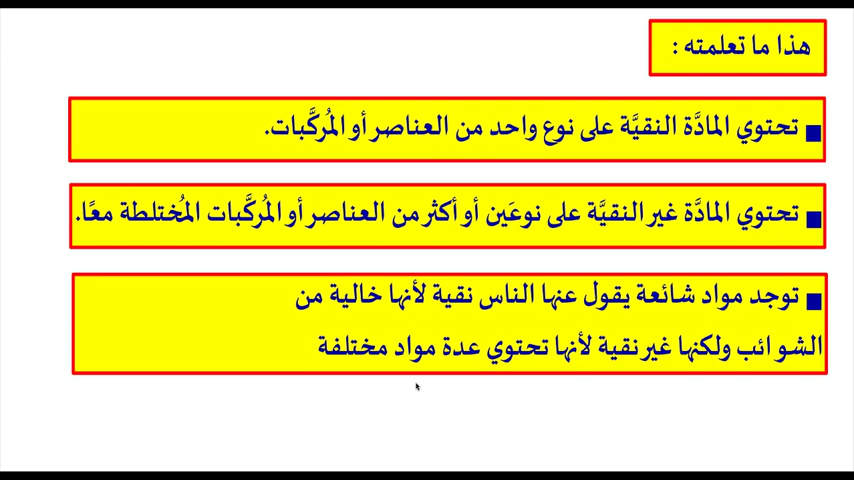 هذا ما تعلمته :
■ تحتوي المادَّة النقيَّة على نوع واحد من العناصر أو المُركَّبات.
■ تحتوي المادَّة غير النقيَّة على نوعَين أو أكثر من العناصر أو المُركَّبات المُختلطة معًا.
■ توجد مواد شائعة يقول عنها الناس نقية لأنها خالية من
الشوائب ولكنها غير نقية لأنها تحتوي عدة مواد مختلفة